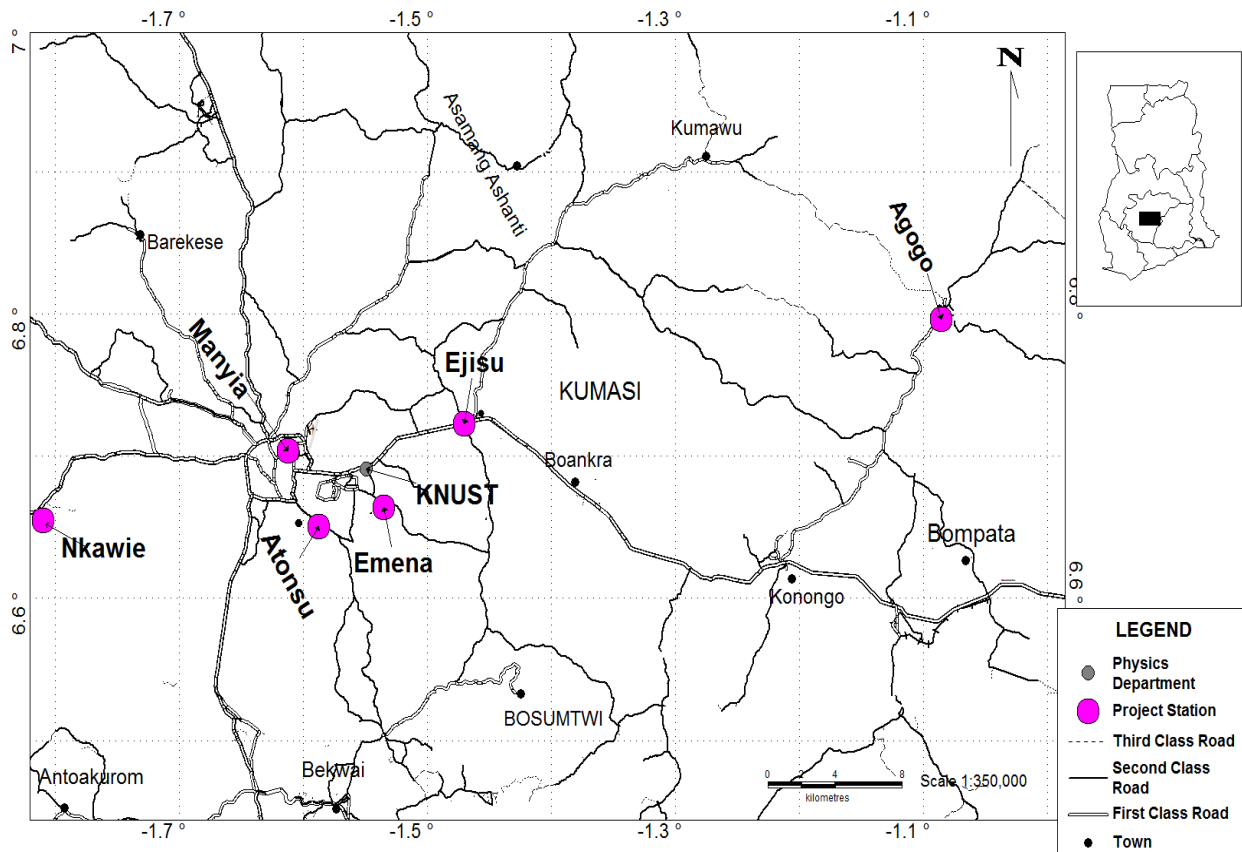 -1.7 °
-1.5 °
-1.3 °
-1.1 °
7 °
N
Asamang Ashanti
Kumawu
Barekese
Agogo
6.8 °
6.8 °
Manyia
Ejisu
KUMASI
Boankra
KNUST
Nkawie
Atonsu
Emena
Bompata
6.6 °
6.6 °
Konongo
BOSUMTWI
Antoakurom
Bekwai
0 2 4 8
kilometres
Scale 1:350,000
-1.7 °
-1.5 °
-1.3 °
-1.1 °
LEGEND
Physics
Department
Project Station
Third Class Road
Second Class
Road
First Class Road
Town